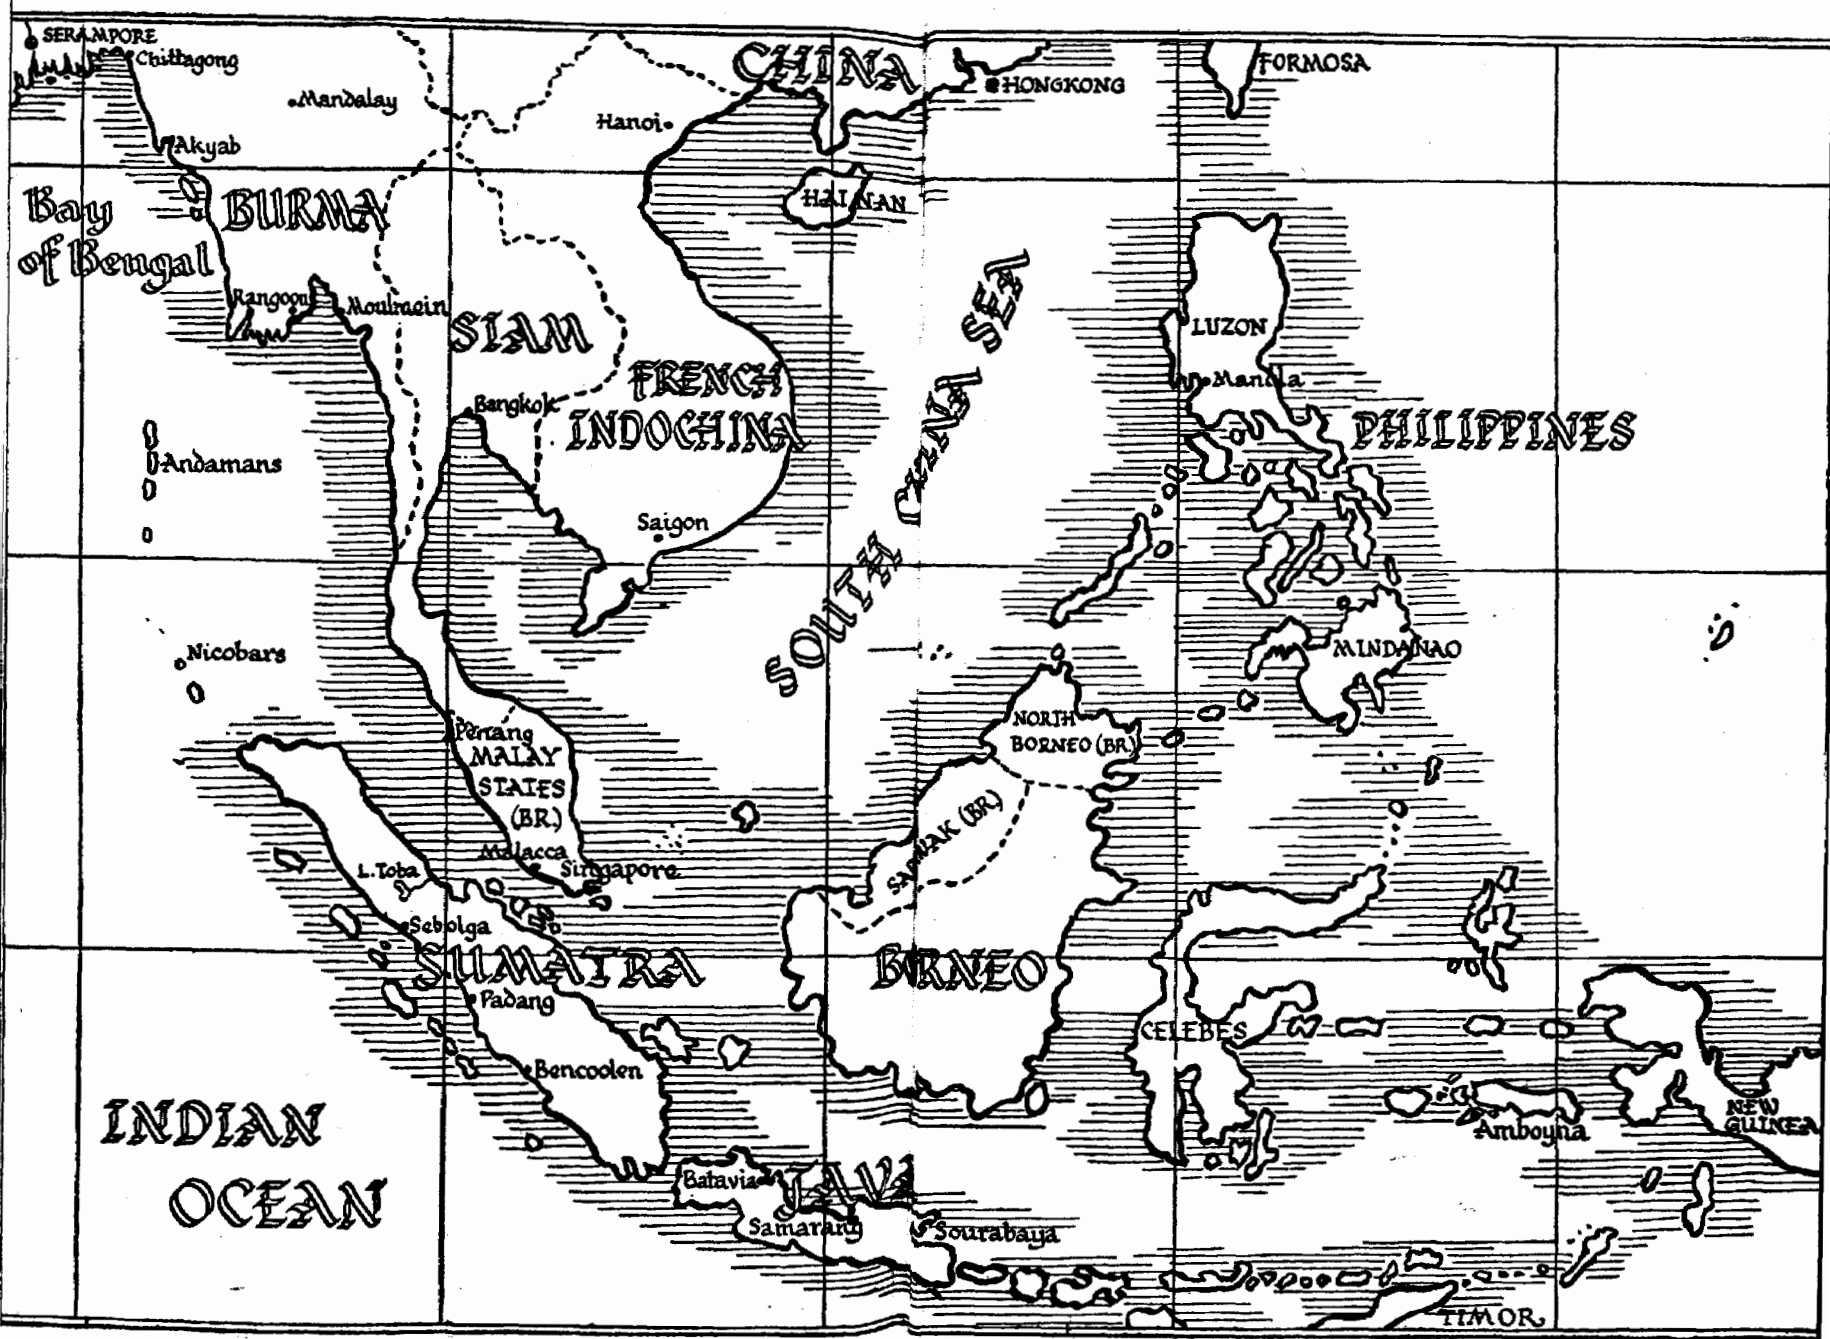 SERAMPORE
Chittagong
CHINA
FORMOSA
HONGKONG
Mandalay
Hanoi
Akyab
HAINAN
Bay
of Bengal
BURMA
Rangoon
Moulmein
SIAM
SOUTH CHINA SEA
LUZON
FRENCH
INDOCHINA
Manila
Bangkok
PHILIPPINES
Andamans
Saigon
Nicobars
MINDANAO
Penang
MALAY
STATES
(BR.)
NORTH
BORNEO (BR.)
SARAWAK (BR.)
Malacca
Singapore
L. Toba
Sebolga
SUMATRA
BORNEO
Padang
CELEBES
Bencoolen
INDIAN
OCEAN
NEW
GUINEA
Amboyna
Batavia
JAVA
Samarang
Sourabaya
TIMOR